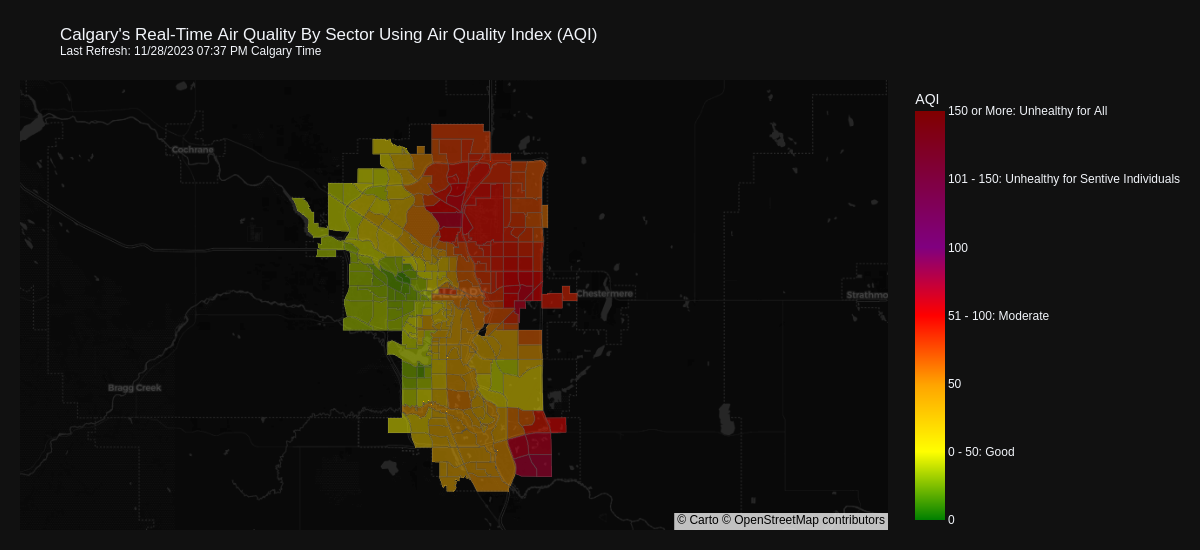 Calgary's Real-Time Air Quality By Sector Using Air Quality Index (AQI)
Last Refresh: 11/28/2023 07:37 PM Calgary Time
AQI
150 or More: Unhealthy for All
101 - 150: Unhealthy for Sentive Individuals
100
51 - 100: Moderate
50
0 - 50: Good
0
Cochrane
CALGARY
Chestermere
Strathmo
Bragg Creek
© Carto © OpenStreetMap contributors